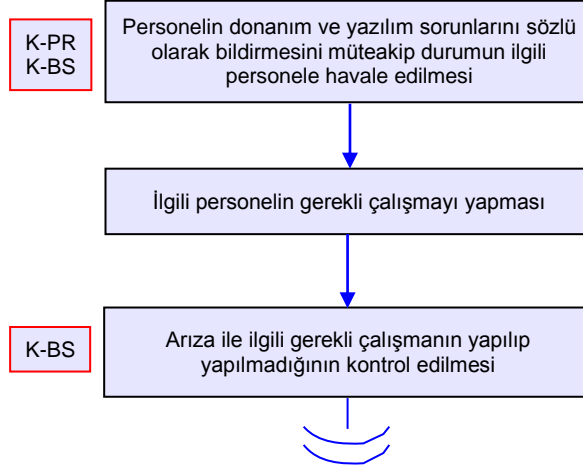 K-PR
K-BS
Personelin donanım ve yazılım sorunlarını sözlü
olarak bildirmesini müteakip durumun ilgili
personele havale edilmesi
İlgili personelin gerekli çalışmayı yapması
K-BS
Arıza ile ilgili gerekli çalışmanın yapılıp
yapılmadığının kontrol edilmesi